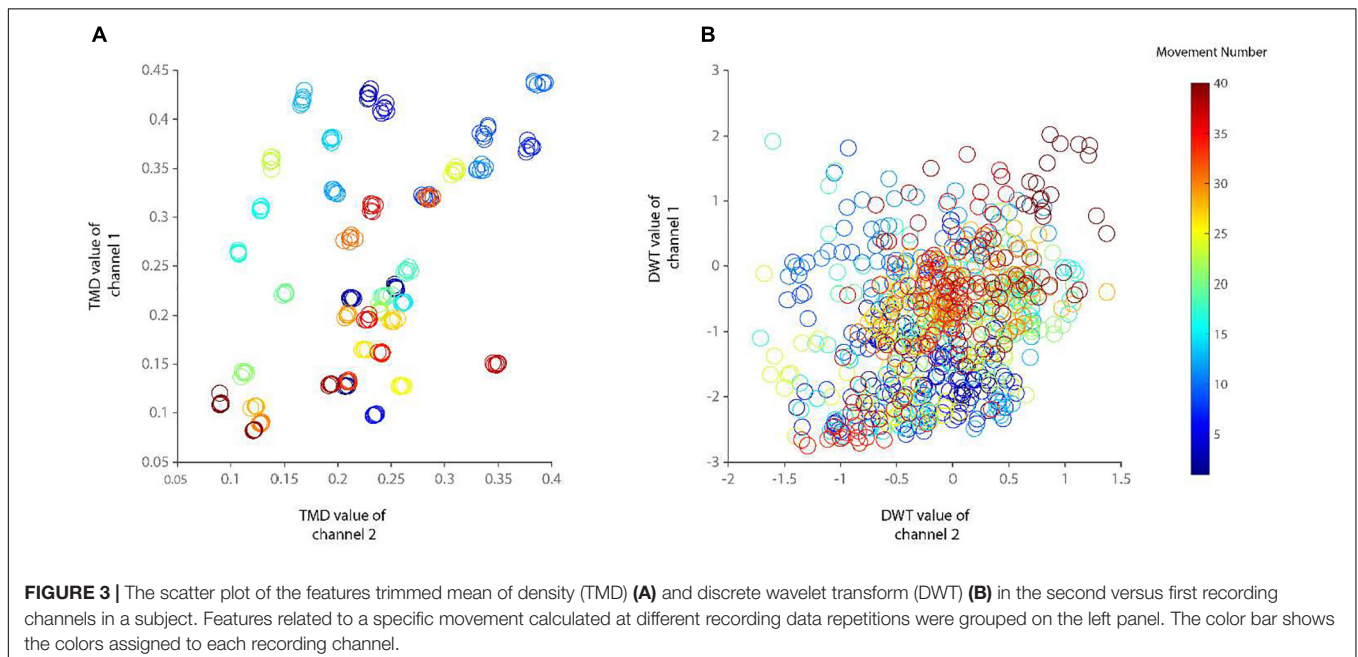 A
B
Movement Number
0.45
0.4
0.35
0.3
0.25
0.2
0.15
0.1
0.05
TMD value of
channel 1
0.05
0.1
0.15
0.2
0.25
0.3
0.35
0.4
TMD value of
channel 2
3
2
1
0
-1
-2
-3
DWT value of
channel 1
-2
-1.5
-1
-0.5
0
0.5
1
1.5
DWT value of
channel 2
40
35
30
25
20
15
10
5
FIGURE 3 | The scatter plot of the features trimmed mean of density (TMD) (A) and discrete wavelet transform (DWT) (B) in the second versus first recording
channels in a subject. Features related to a specific movement calculated at different recording data repetitions were grouped on the left panel. The color bar shows
the colors assigned to each recording channel.